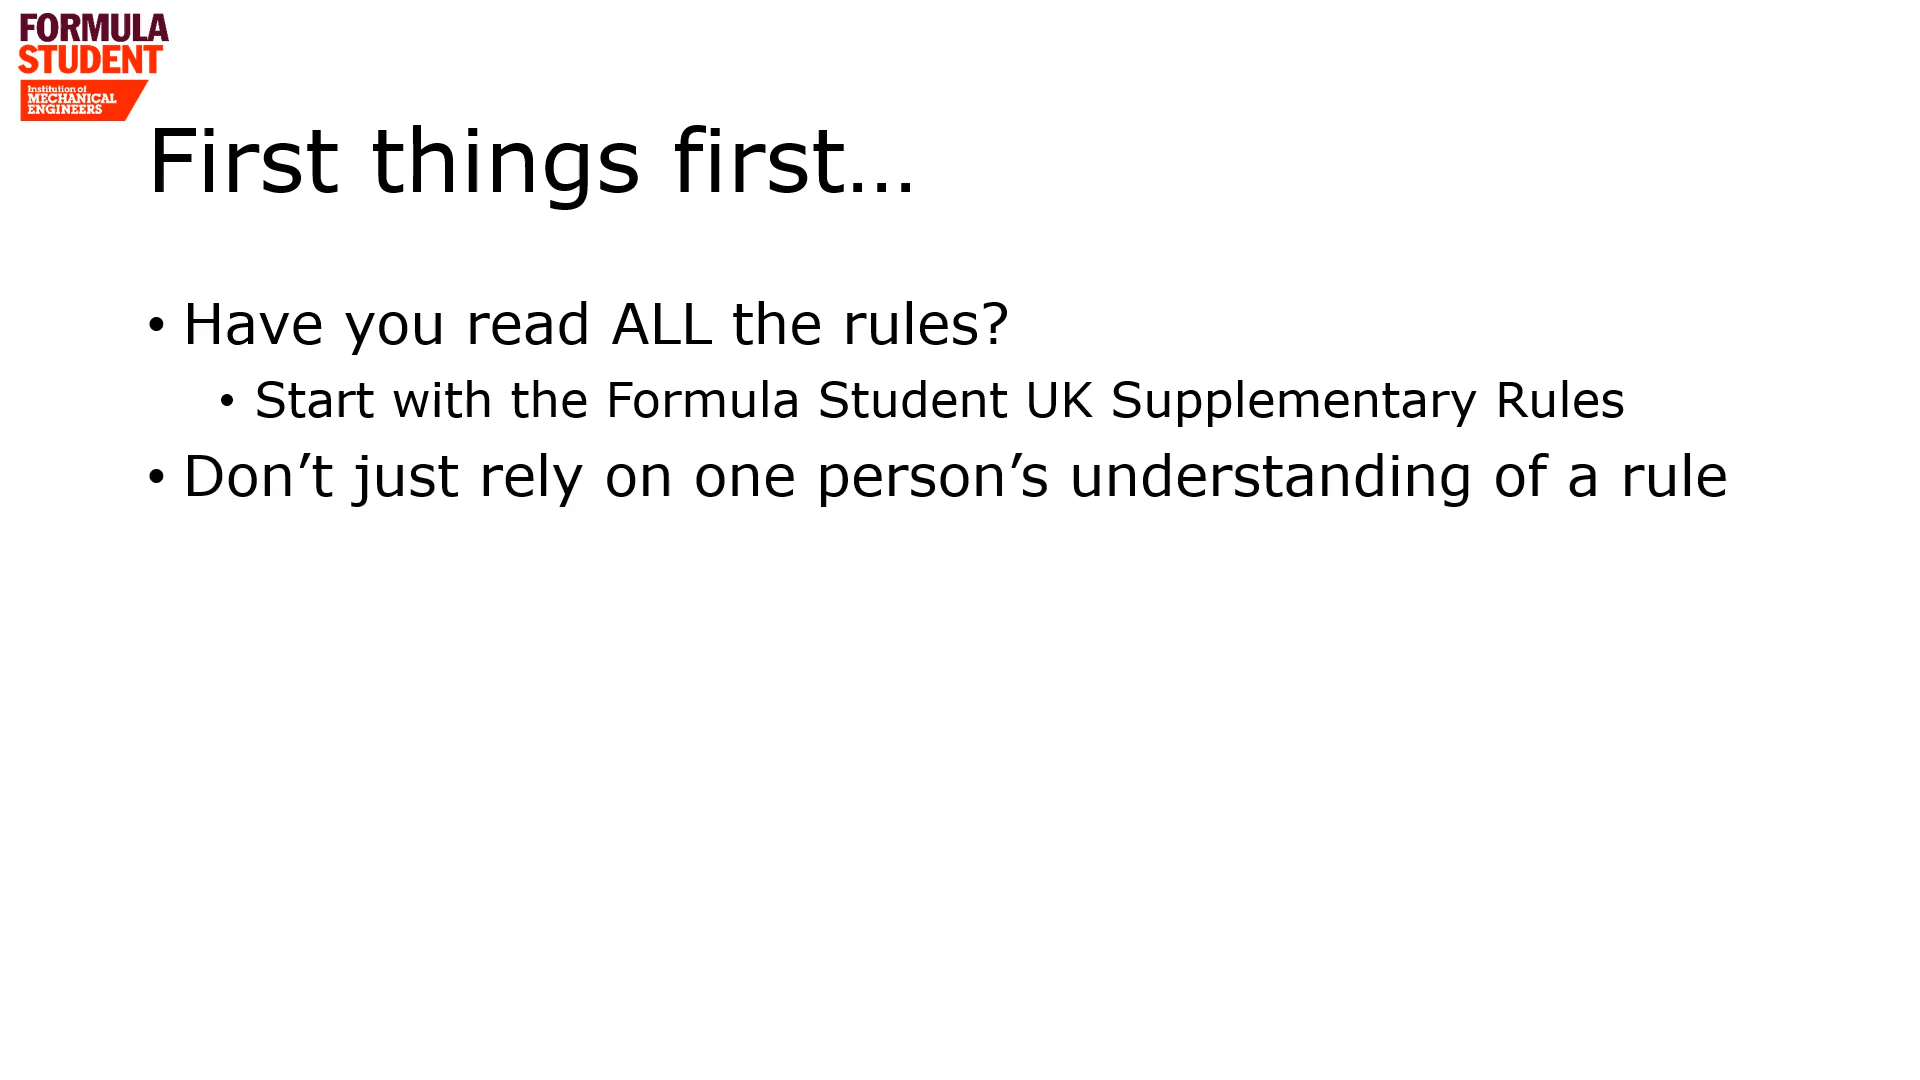 FORMULA
STUDENT
Institution of
MECHANICAL
ENGINEERS
First things first…
• Have you read ALL the rules?
• Start with the Formula Student UK Supplementary Rules
• Don’t just rely on one person’s understanding of a rule